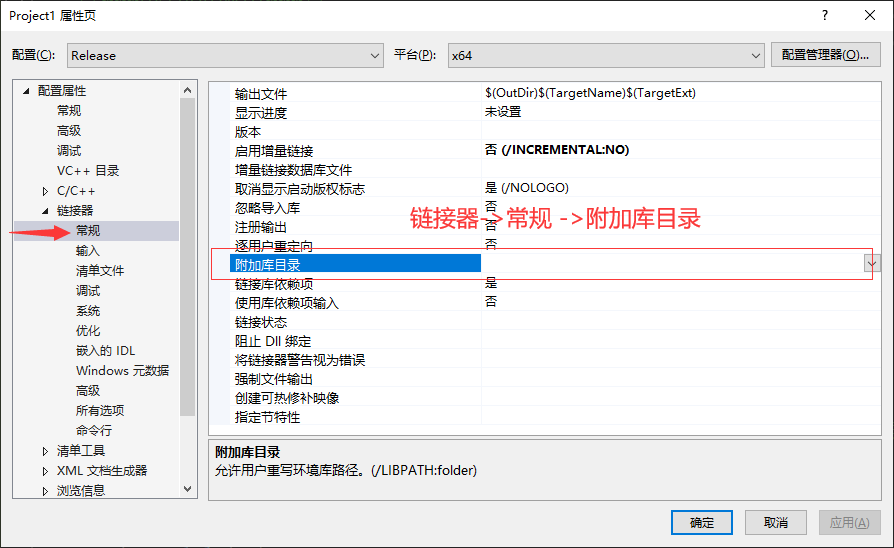 Project1 属性页
配置(C):
Release
平台(P):
x64
配置管理器(O)...
配置属性
常规
高级
调试
VC++ 目录
C/C++
链接器
常规
输入
清单文件
调试
系统
优化
嵌入的 IDL
Windows 元数据
高级
所有选项
命令行
清单工具
XML 文档生成器
浏览信息
输出文件 $(OutDir)$(TargetName)$(TargetExt)
显示进度 未设置
版本
启用增量链接 否 (/INCREMENTAL:NO)
增量链接数据库文件
取消显示启动版权标志 是 (/NOLOGO)
忽略导入库 否
注册输出 否
逐用户重定向 否
链接器->常规 ->附加库目录
附加库目录
链接库依赖项 是
使用库依赖项输入 否
链接状态
阻止 Dll 绑定
将链接器警告视为错误
强制文件输出
创建可热修补映像
指定节特性
附加库目录
允许用户重写环境库路径。(/LIBPATH:folder)
确定
取消
应用(A)